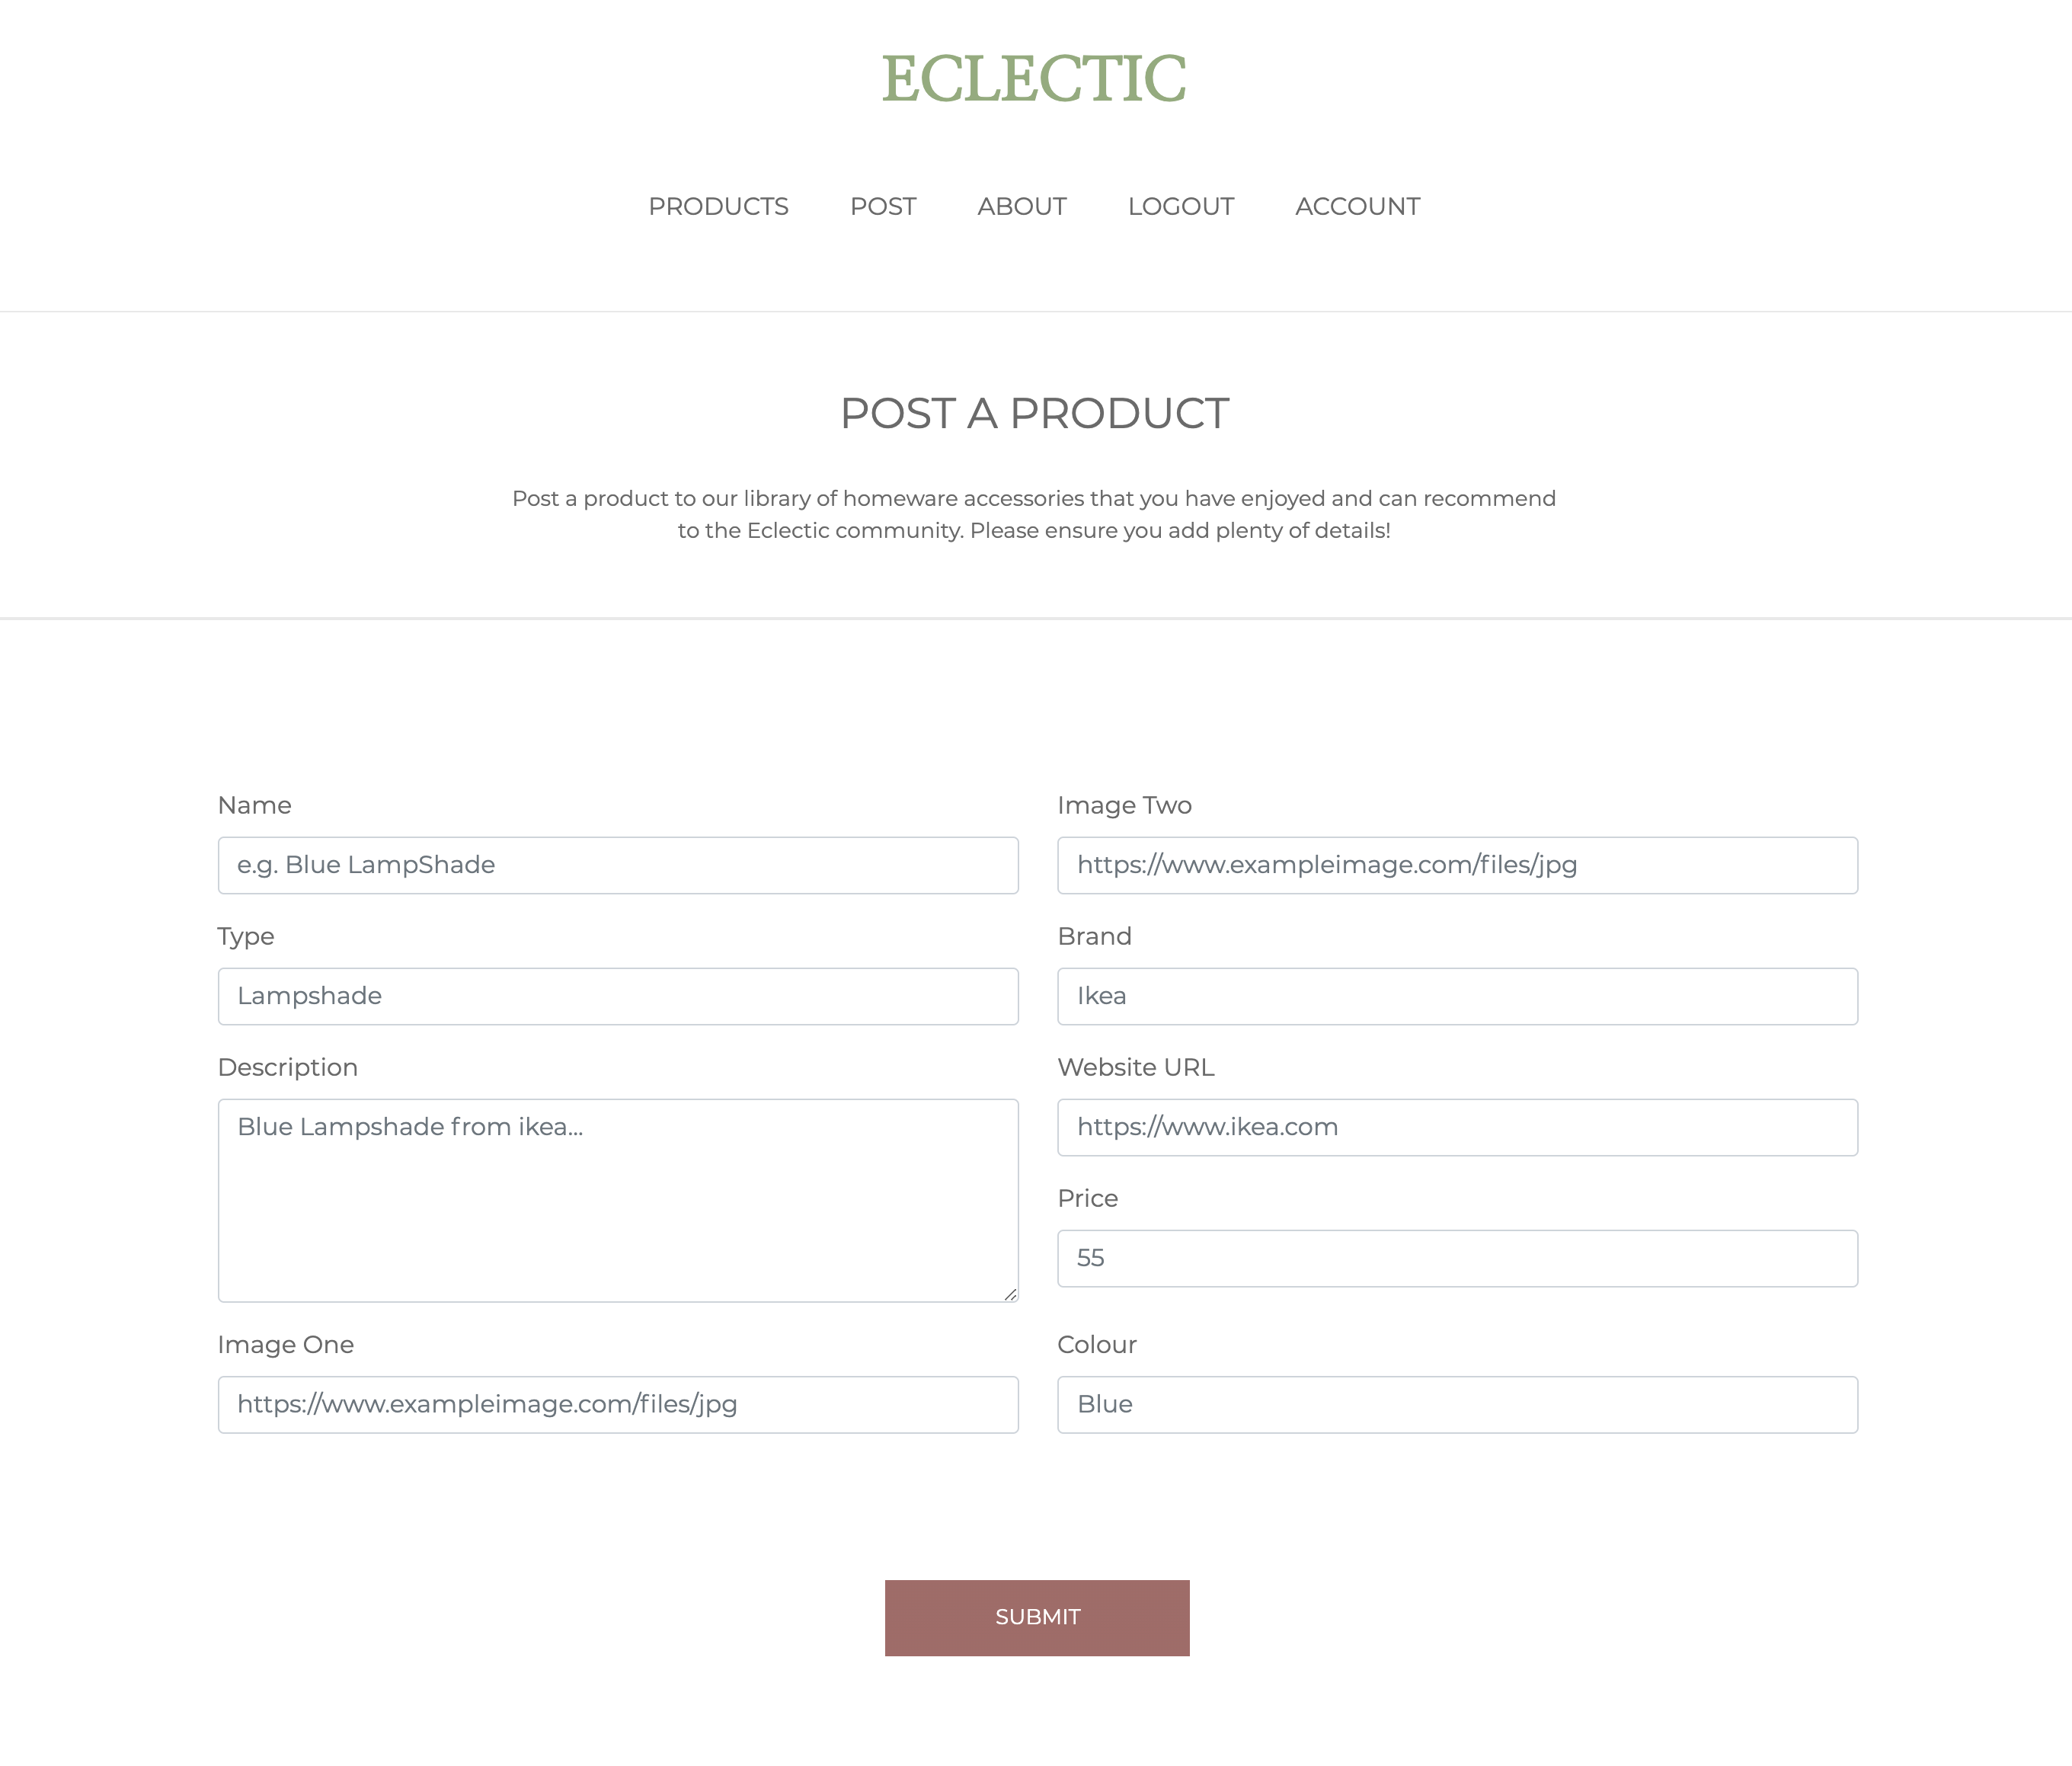 ECLECTIC
PRODUCTS POST ABOUT LOGOUT ACCOUNT
POST A PRODUCT
Post a product to our library of homeware accessories that you have enjoyed and can recommend
to the Eclectic community. Please ensure you add plenty of details!
Name
e.g. Blue LampShade
Type
Lampshade
Description
Blue Lampshade from ikea...
Image One
https://www.exampleimage.com/files/jpg
Image Two
https://www.exampleimage.com/files/jpg
Brand
Ikea
Website URL
https://www.ikea.com
Price
55
Colour
Blue
SUBMIT